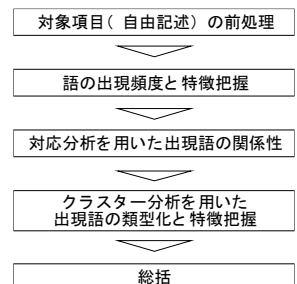 対象項目(自由記述)の前処理
語の出現頻度と特徴把握
対応分析を用いた出現語の関係性
クラスター分析を用いた
出現語の類型化と特徴把握
総括